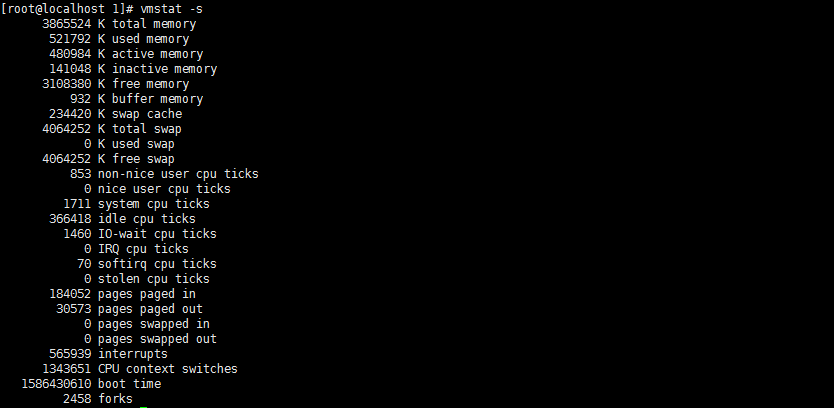 [root@localhost 1]# vmstat -s
3865524 K total memory
521792 K used memory
480984 K active memory
141048 K inactive memory
3108380 K free memory
932 K buffer memory
234420 K swap cache
4064252 K total swap
0 K used swap
4064252 K free swap
853 non-nice user cpu ticks
0 nice user cpu ticks
1711 system cpu ticks
366418 idle cpu ticks
1460 IO-wait cpu ticks
0 IRQ cpu ticks
70 softirq cpu ticks
0 stolen cpu ticks
184052 pages paged in
30573 pages paged out
0 pages swapped in
0 pages swapped out
565939 interrupts
1343651 CPU context switches
1586430610 boot time
2458 forks